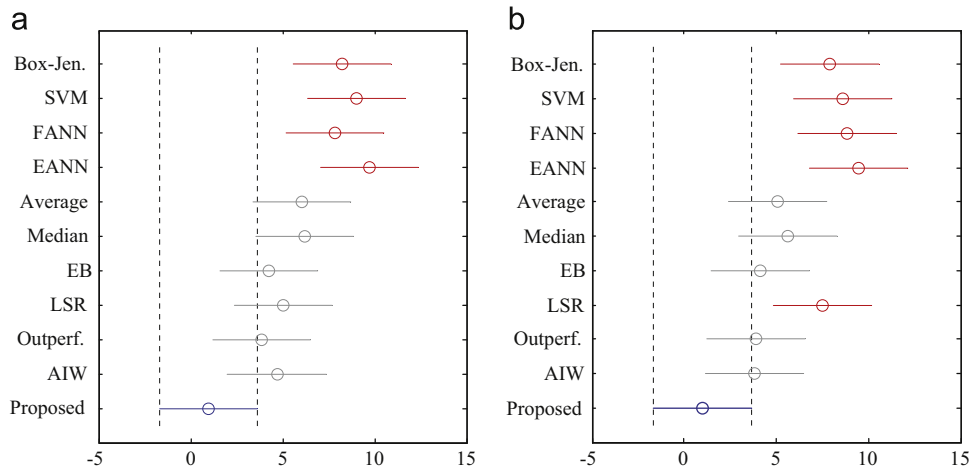 a
Box-Jen.
SVM
FANN
EANN
Average
Median
EB
LSR
Outperf.
AIW
Proposed
-5 0 5 10 15
b
Box-Jen.
SVM
FANN
EANN
Average
Median
EB
LSR
Outperf.
AIW
Proposed
-5 0 5 10 15